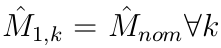 $\hat{M}_{1,k} = \hat{M}_{nom} \forall k$